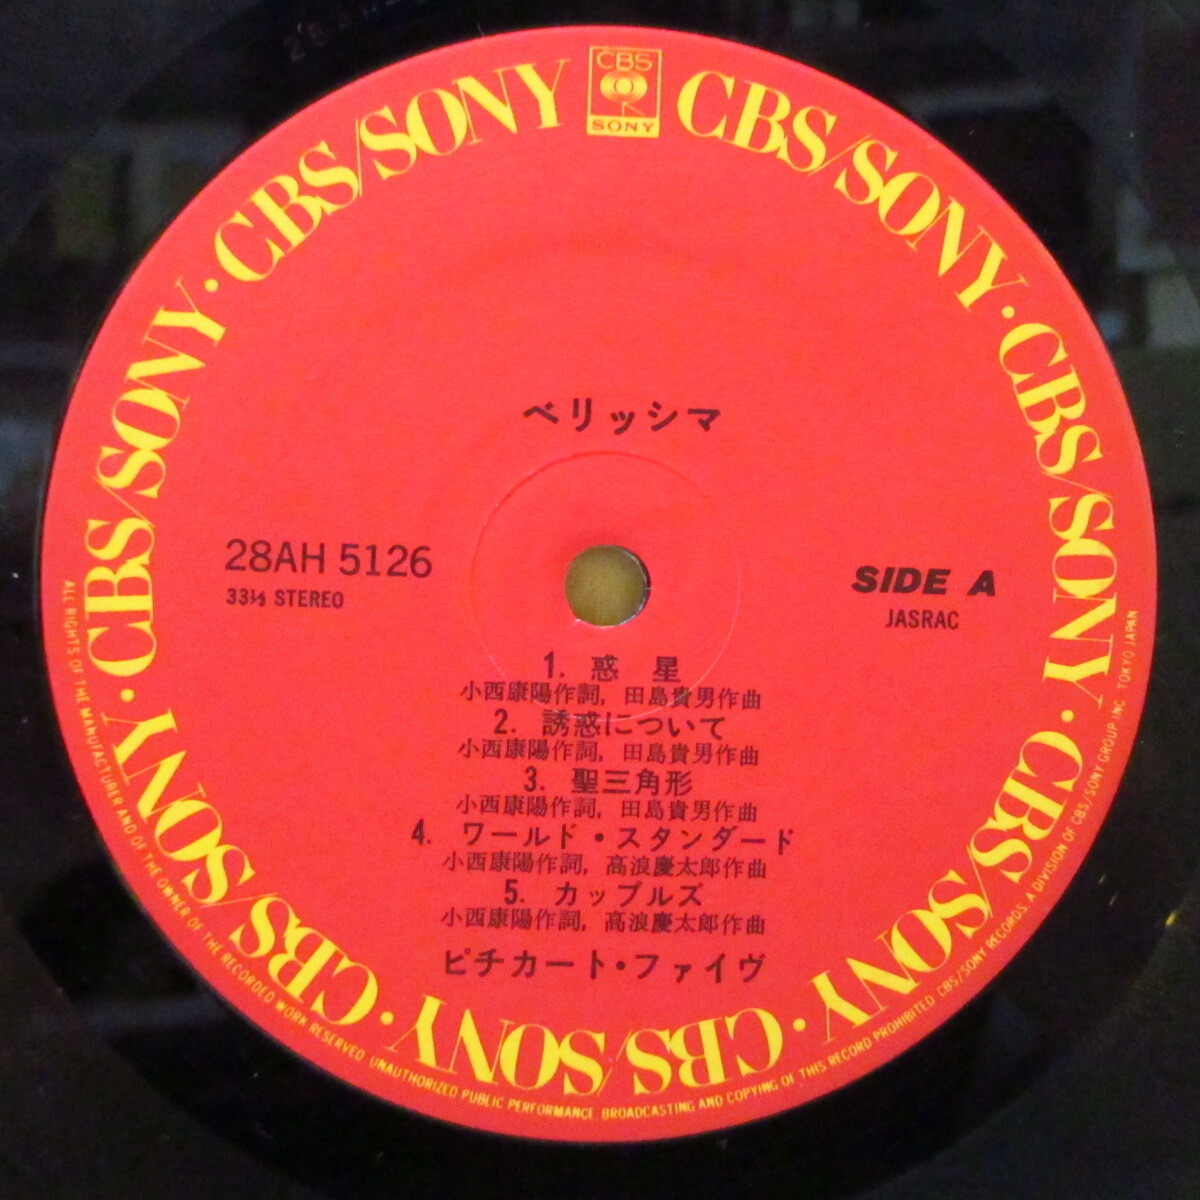 CBS
SONY
CBS/SONY · CBS/SONY · CBS/SONY · CBS/SONY · CBS/SONY · CBS/SONY · CBS/SONY · CBS/SONY · CBS/SONY
ベリッシマ
28AH 5126
33⅓ STEREO
SIDE A
JASRAC
1. 惑 星
小西康陽作詞, 田島貴男作曲
2. 誘惑について
小西康陽作詞, 田島貴男作曲
3. 聖三角形
小西康陽作詞, 田島貴男作曲
4. ワールド・スタンダード
小西康陽作詞, 高浪慶太郎作曲
5. カップルズ
小西康陽作詞, 高浪慶太郎作曲
ピチカート・ファイヴ
ALL RIGHTS OF THE MANUFACTURER AND OF THE OWNER OF THE RECORDED WORK RESERVED. UNAUTHORIZED PUBLIC PERFORMANCE, BROADCASTING AND COPYING OF THIS RECORD PROHIBITED. CBS/SONY RECORDS. A DIVISION OF CBS/SONY GROUP INC. TOKYO JAPAN